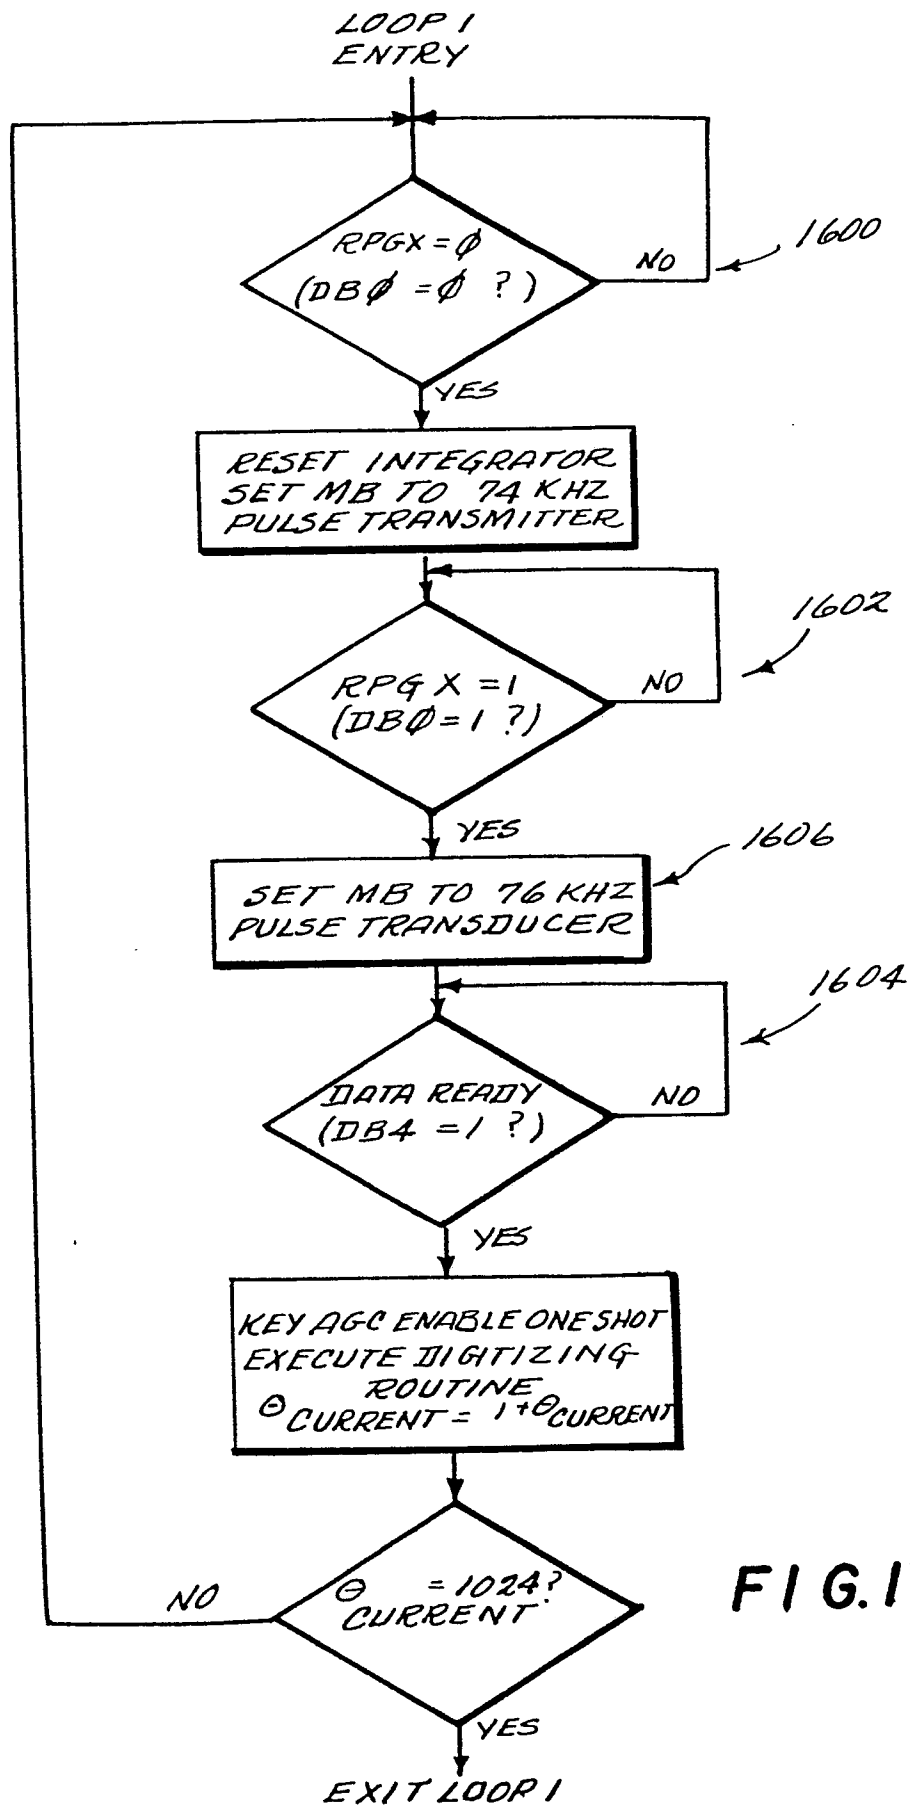 LOOP 1
ENTRY
RPGX = Ø
(DBØ = Ø ?)
NO
1600
YES
RESET INTEGRATOR
SET MB TO 74 KHZ
PULSE TRANSMITTER
1602
RPG X = 1
(DBØ = 1 ?)
NO
YES
1606
SET MB TO 76 KHZ
PULSE TRANSDUCER
1604
DATA READY
(DB4 = 1 ?)
NO
YES
KEY AGC ENABLE ONE SHOT
EXECUTE DIGITIZING
ROUTINE
Θ CURRENT = 1 + Θ CURRENT
NO
Θ = 1024?
CURRENT
FIG.1
YES
EXIT LOOP 1